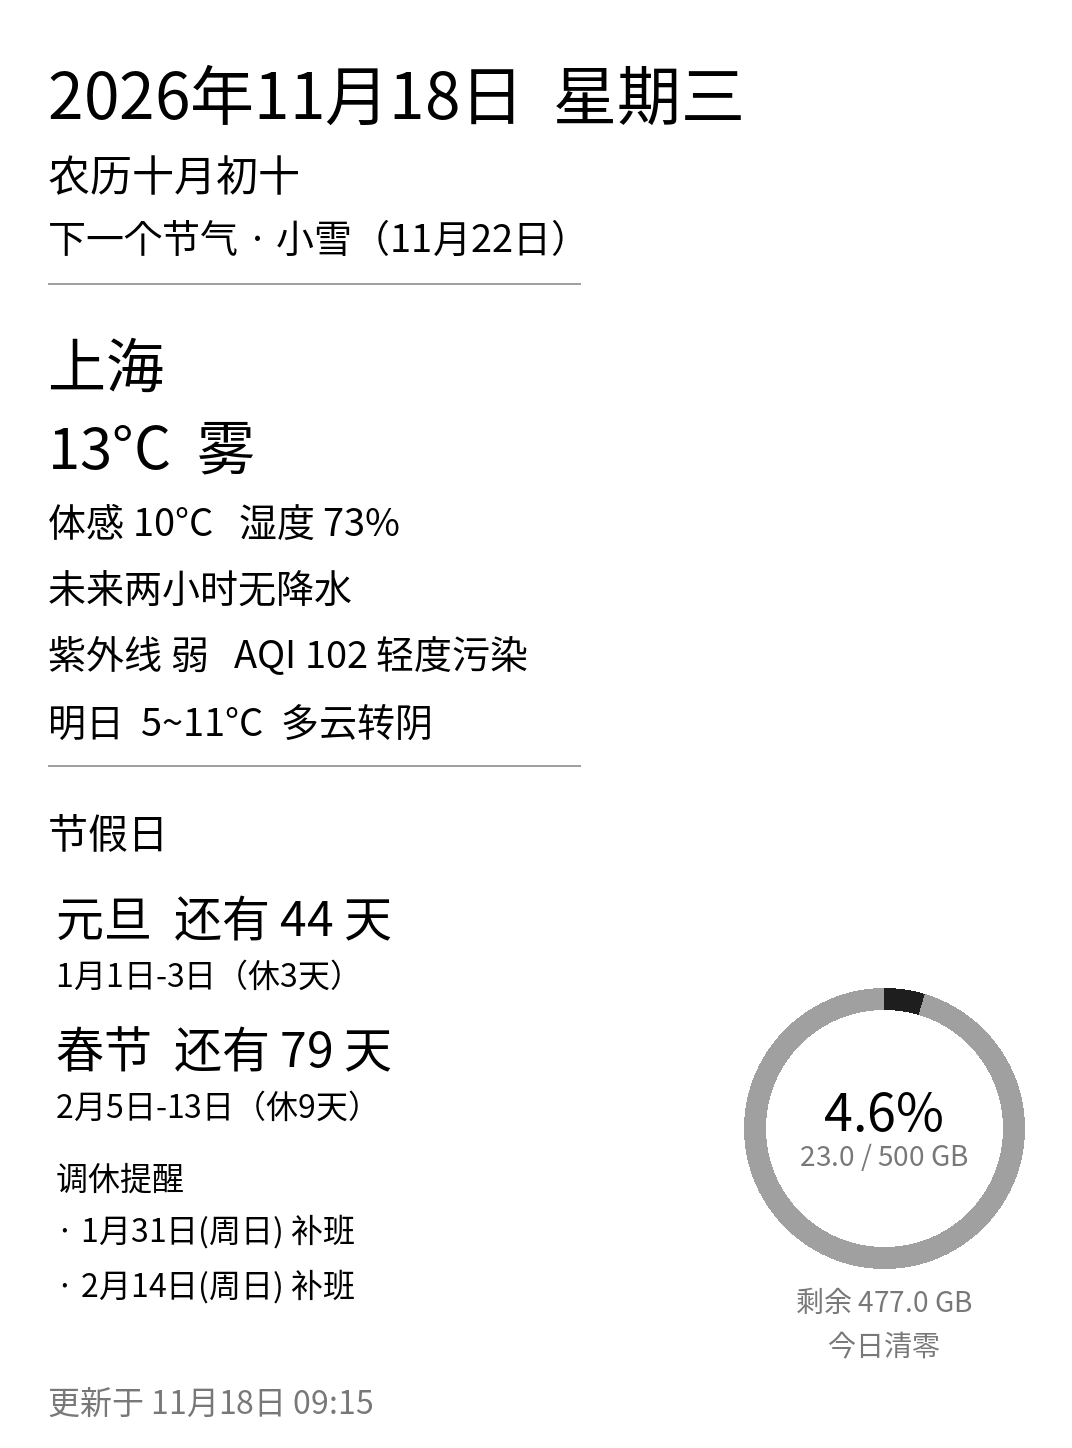 2026年11月18日 星期三
农历十月初十
下一个节气 · 小雪（11月22日）
上海
13°C 雾
体感 10°C 湿度 73%
未来两小时无降水
紫外线 弱 AQI 102 轻度污染
明日 5~11°C 多云转阴
节假日
元旦 还有 44 天
1月1日-3日（休3天）
春节 还有 79 天
2月5日-13日（休9天）
调休提醒
· 1月31日(周日) 补班
· 2月14日(周日) 补班
4.6%
23.0 / 500 GB
剩余 477.0 GB
今日清零
更新于 11月18日 09:15